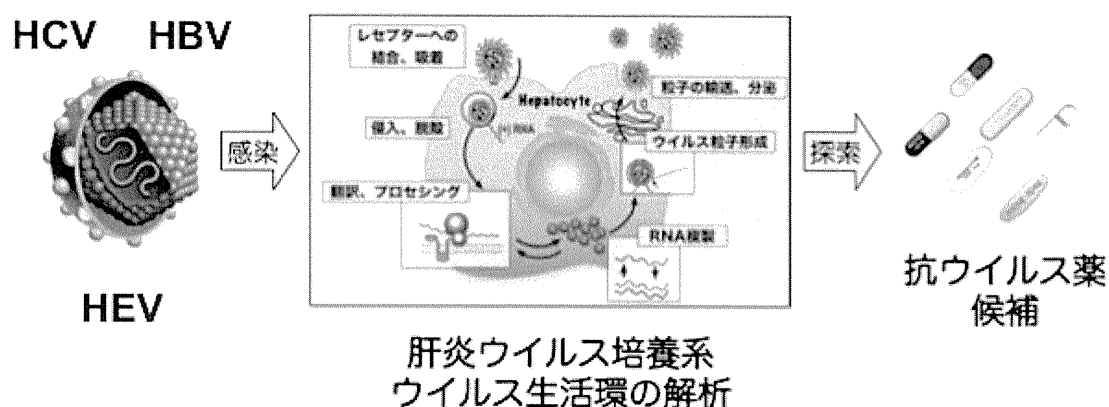 HCV HBV
HEV
感染
レセプターへの
結合、吸着
侵入、脱殻
(+) RNA
翻訳、プロセシング
Hepatocyte
粒子の輸送、分泌
ウイルス粒子形成
RNA複製
肝炎ウイルス培養系
ウイルス生活環の解析
探索
抗ウイルス薬
候補